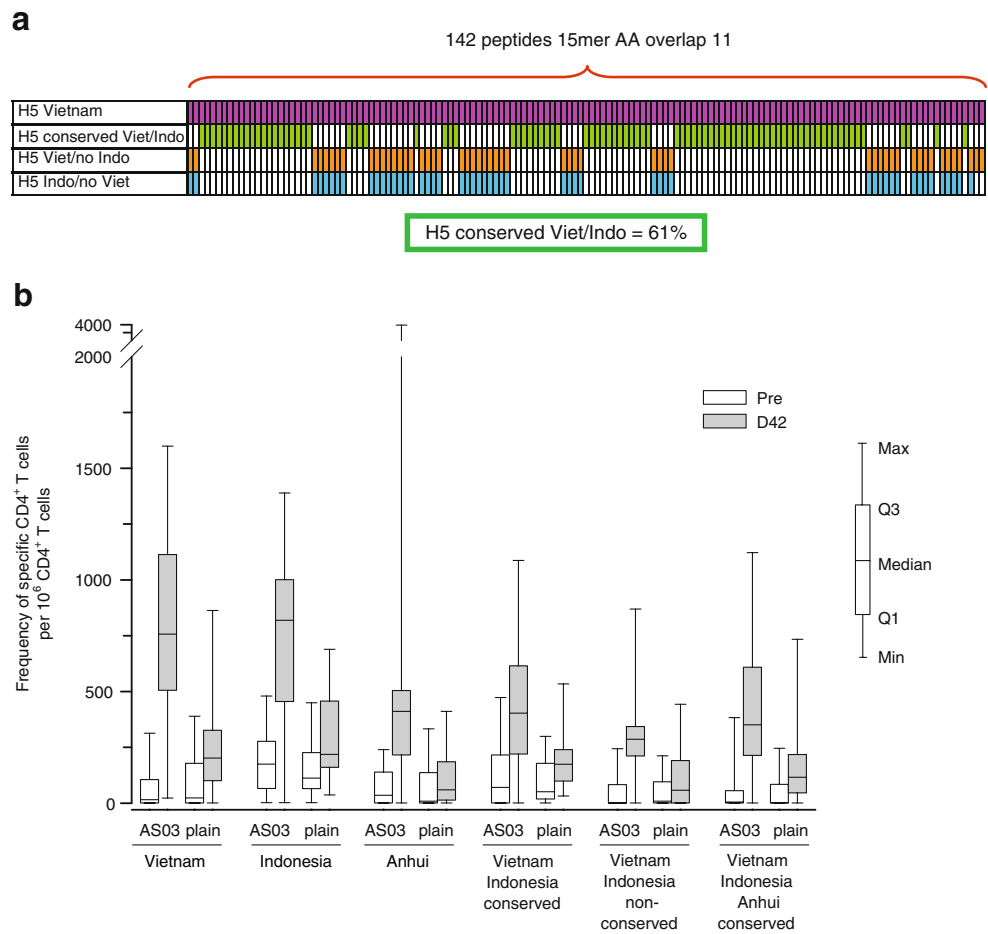 a
142 peptides 15mer AA overlap 11
H5 Vietnam
H5 conserved Viet/Indo
H5 Viet/no Indo
H5 Indo/no Viet
H5 conserved Viet/Indo = 61%
b
Frequency of specific CD4+ T cells
per 10^6 CD4+ T cells
4000
2000
1500
1000
500
0
Pre
D42
Max
Q3
Median
Q1
Min
AS03 plain
AS03 plain
AS03 plain
AS03 plain
AS03 plain
AS03 plain
Vietnam
Indonesia
Anhui
Vietnam
Indonesia
conserved
Vietnam
Indonesia
non-
conserved
Vietnam
Indonesia
Anhui
conserved